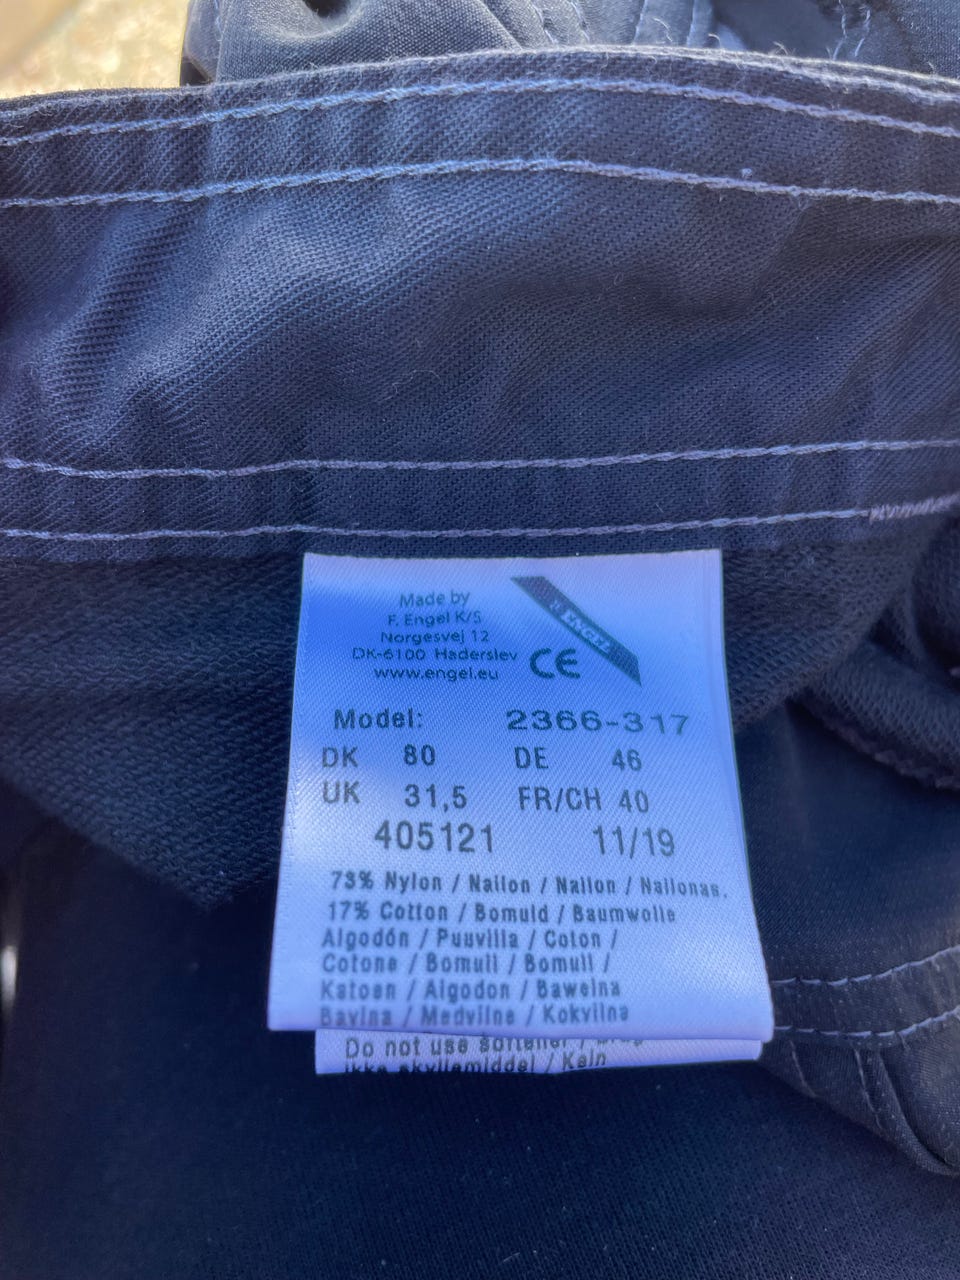 Made by
F. Engel K/S
Norgesvej 12
DK-6100 Haderslev
www.engel.eu
F. ENGEL
CE
Model: 2366-317
DK 80 DE 46
UK 31,5 FR/CH 40
405121 11/19
73% Nylon / Nailon / Nailon / Nailonas.
17% Cotton / Bomuld / Baumwolle
Algodón / Puuvilla / Coton /
Cotone / Bomull / Bomull /
Katoen / Algodon / Bawełna
Bavlna / Medvilne / Kokvilna
Do not use softener /
ikke skyllemiddel / Kein